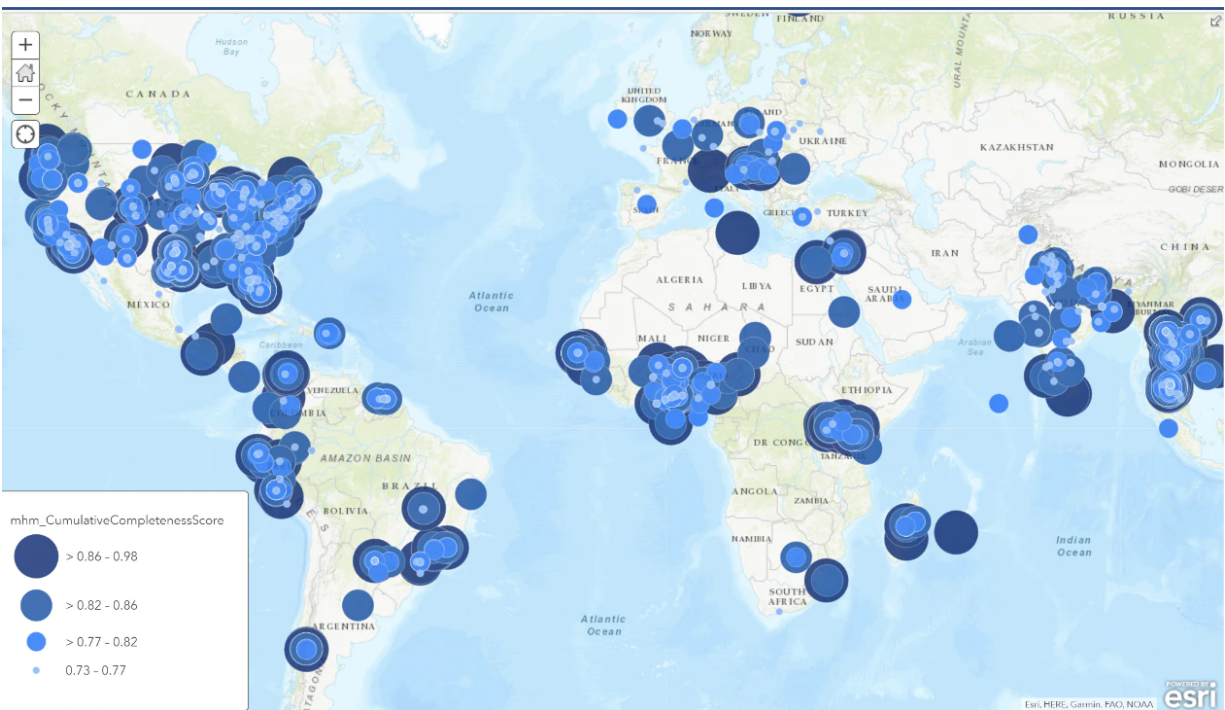 SWEDEN
FINLAND
RUSSIA
NORWAY
Hudson
Bay
URAL MOUNT
CANADA
UNITED
KINGDOM
UKRAINE
KAZAKHSTAN
MONGOLIA
GOBI DESER
FRANCE
ITALY
SPAIN
GREECE
TURKEY
CHINA
IRAN
ALGERIA
LIBYA
EGYPT
SAUDI
ARABIA
MEXICO
Atlantic
Ocean
SAHARA
MYANMAR
MALI
NIGER
SUDAN
CHAD
Caribbean
Arabian
Sea
VENEZUELA
ETHIOPIA
COLOMBIA
DR CONGO
TANZANIA
AMAZON BASIN
BRAZIL
ANGOLA
ZAMBIA
BOLIVIA
NAMIBIA
Indian
Ocean
SOUTH
AFRICA
Atlantic
Ocean
ARGENTINA
PATAGON
mhm_CumulativeCompletenessScore
> 0.86 - 0.98
> 0.82 - 0.86
> 0.77 - 0.82
0.73 - 0.77
Esri, HERE, Garmin, FAO, NOAA
POWERED BY
esri